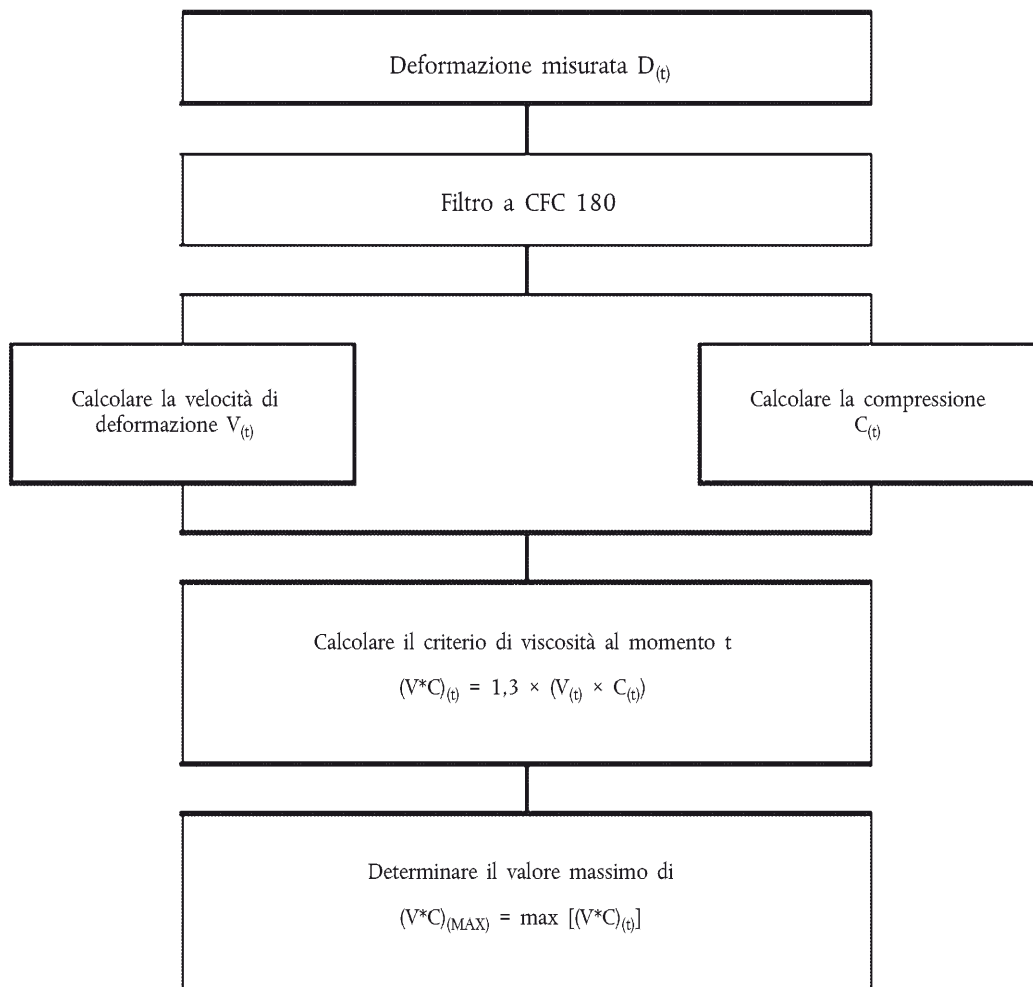 Deformazione misurata D(t)
Filtro a CFC 180
Calcolare la velocità di
deformazione V(t)
Calcolare la compressione
C(t)
Calcolare il criterio di viscosità al momento t
(V*C)(t) = 1,3 × (V(t) × C(t))
Determinare il valore massimo di
(V*C)(MAX) = max [(V*C)(t)]